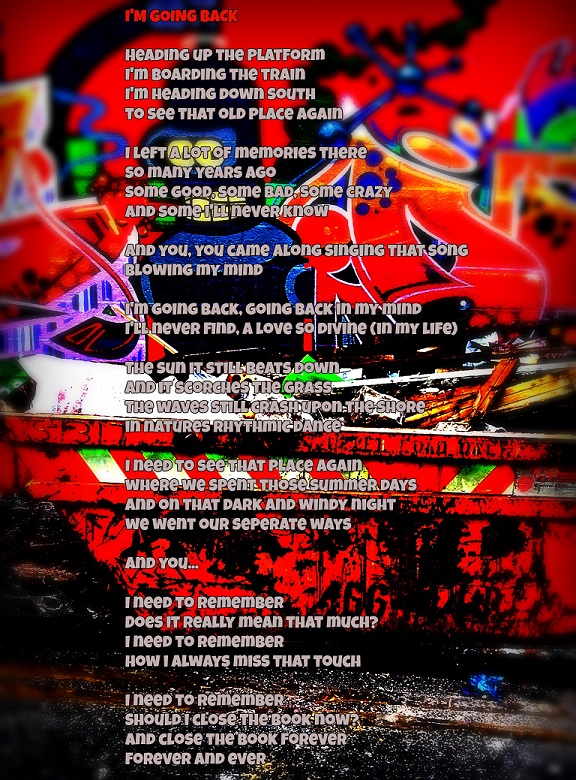 I'M GOING BACK
HEADING UP THE PLATFORM
I'M BOARDING THE TRAIN
I'M HEADING DOWN SOUTH
TO SEE THAT OLD PLACE AGAIN
I LEFT A LOT OF MEMORIES THERE
SO MANY YEARS AGO
SOME GOOD, SOME BAD, SOME CRAZY
AND SOME I'LL NEVER KNOW
AND YOU, YOU CAME ALONG SINGING THAT SONG
BLOWING MY MIND
I'M GOING BACK, GOING BACK IN MY MIND
I'LL NEVER FIND, A LOVE SO DIVINE (IN MY LIFE)
THE SUN IT STILL BEATS DOWN
AND IT SCORCHES THE GRASS
THE WAVES STILL CRASH UPON THE SHORE
IN NATURES RHYTHMIC DANCE
I NEED TO SEE THAT PLACE AGAIN
WHERE WE SPENT THOSE SUMMER DAYS
AND ON THAT DARK AND WINDY NIGHT
WE WENT OUR SEPERATE WAYS
AND YOU...
I NEED TO REMEMBER
DOES IT REALLY MEAN THAT MUCH?
I NEED TO REMEMBER
HOW I ALWAYS MISS THAT TOUCH
I NEED TO REMEMBER
SHOULD I CLOSE THE BOOK NOW?
AND CLOSE THE BOOK FOREVER
FOREVER AND EVER